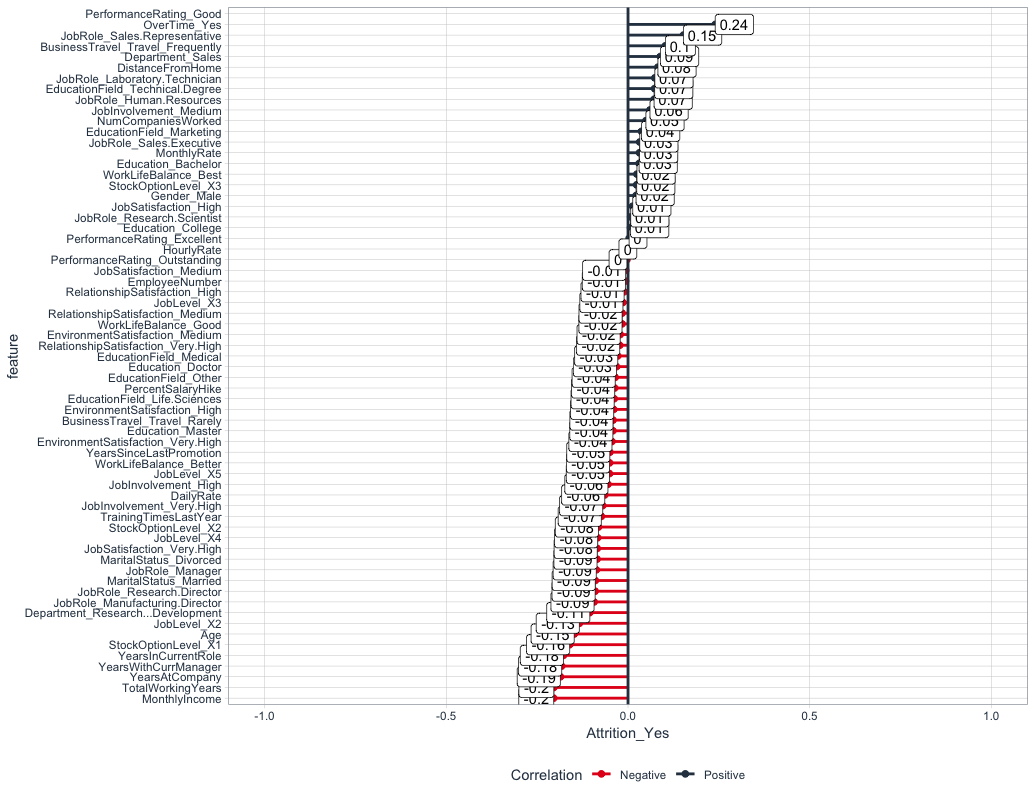 PerformanceRating_Good
OverTime_Yes 0.24
JobRole_Sales.Representative 0.15
BusinessTravel_Travel_Frequently 0.1
Department_Sales 0.09
DistanceFromHome 0.08
JobRole_Laboratory.Technician 0.07
EducationField_Technical.Degree 0.07
JobRole_Human.Resources 0.07
JobInvolvement_Medium 0.06
NumCompaniesWorked 0.05
EducationField_Marketing 0.04
JobRole_Sales.Executive 0.03
MonthlyRate 0.03
Education_Bachelor 0.03
WorkLifeBalance_Best 0.02
StockOptionLevel_X3 0.02
Gender_Male 0.02
JobSatisfaction_High 0.01
JobRole_Research.Scientist 0.01
Education_College 0.01
PerformanceRating_Excellent 0
HourlyRate 0
PerformanceRating_Outstanding 0
JobSatisfaction_Medium -0.01
EmployeeNumber -0.01
RelationshipSatisfaction_High -0.01
JobLevel_X3 -0.01
RelationshipSatisfaction_Medium -0.02
WorkLifeBalance_Good -0.02
EnvironmentSatisfaction_Medium -0.02
RelationshipSatisfaction_Very.High -0.02
EducationField_Medical -0.03
Education_Doctor -0.03
EducationField_Other -0.04
PercentSalaryHike -0.04
EducationField_Life.Sciences -0.04
EnvironmentSatisfaction_High -0.04
BusinessTravel_Travel_Rarely -0.04
Education_Master -0.04
EnvironmentSatisfaction_Very.High -0.04
YearsSinceLastPromotion -0.05
WorkLifeBalance_Better -0.05
JobLevel_X5 -0.05
JobInvolvement_High -0.06
DailyRate -0.06
JobInvolvement_Very.High -0.07
TrainingTimesLastYear -0.07
StockOptionLevel_X2 -0.08
JobLevel_X4 -0.08
JobSatisfaction_Very.High -0.08
MaritalStatus_Divorced -0.09
JobRole_Manager -0.09
MaritalStatus_Married -0.09
JobRole_Research.Director -0.09
JobRole_Manufacturing.Director -0.09
Department_Research...Development -0.11
JobLevel_X2 -0.13
Age -0.15
StockOptionLevel_X1 -0.16
YearsInCurrentRole -0.18
YearsWithCurrManager -0.18
YearsAtCompany -0.19
TotalWorkingYears -0.2
MonthlyIncome -0.2
feature
-1.0 -0.5 0.0 0.5 1.0
Attrition_Yes
Correlation Negative Positive